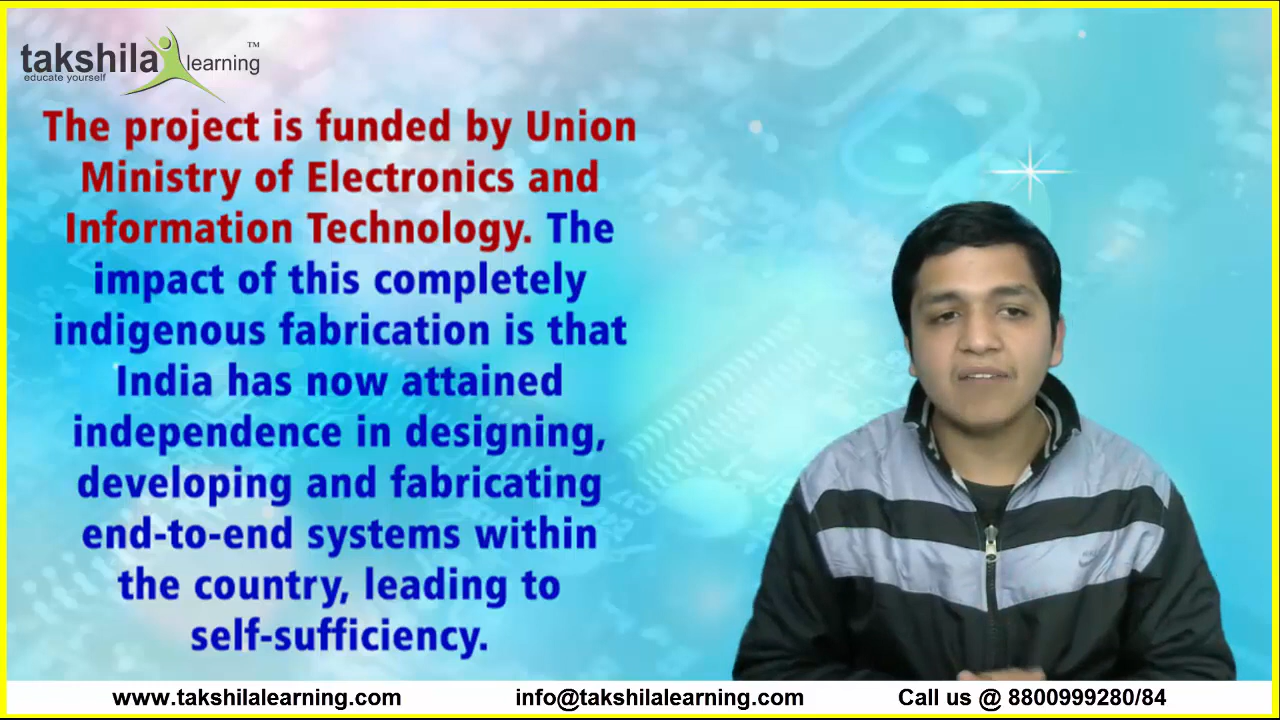 takshila learning™
educate yourself
The project is funded by Union
Ministry of Electronics and
Information Technology. The
impact of this completely
indigenous fabrication is that
India has now attained
independence in designing,
developing and fabricating
end-to-end systems within
the country, leading to
self-sufficiency.
www.takshilalearning.com info@takshilalearning.com Call us @ 8800999280/84